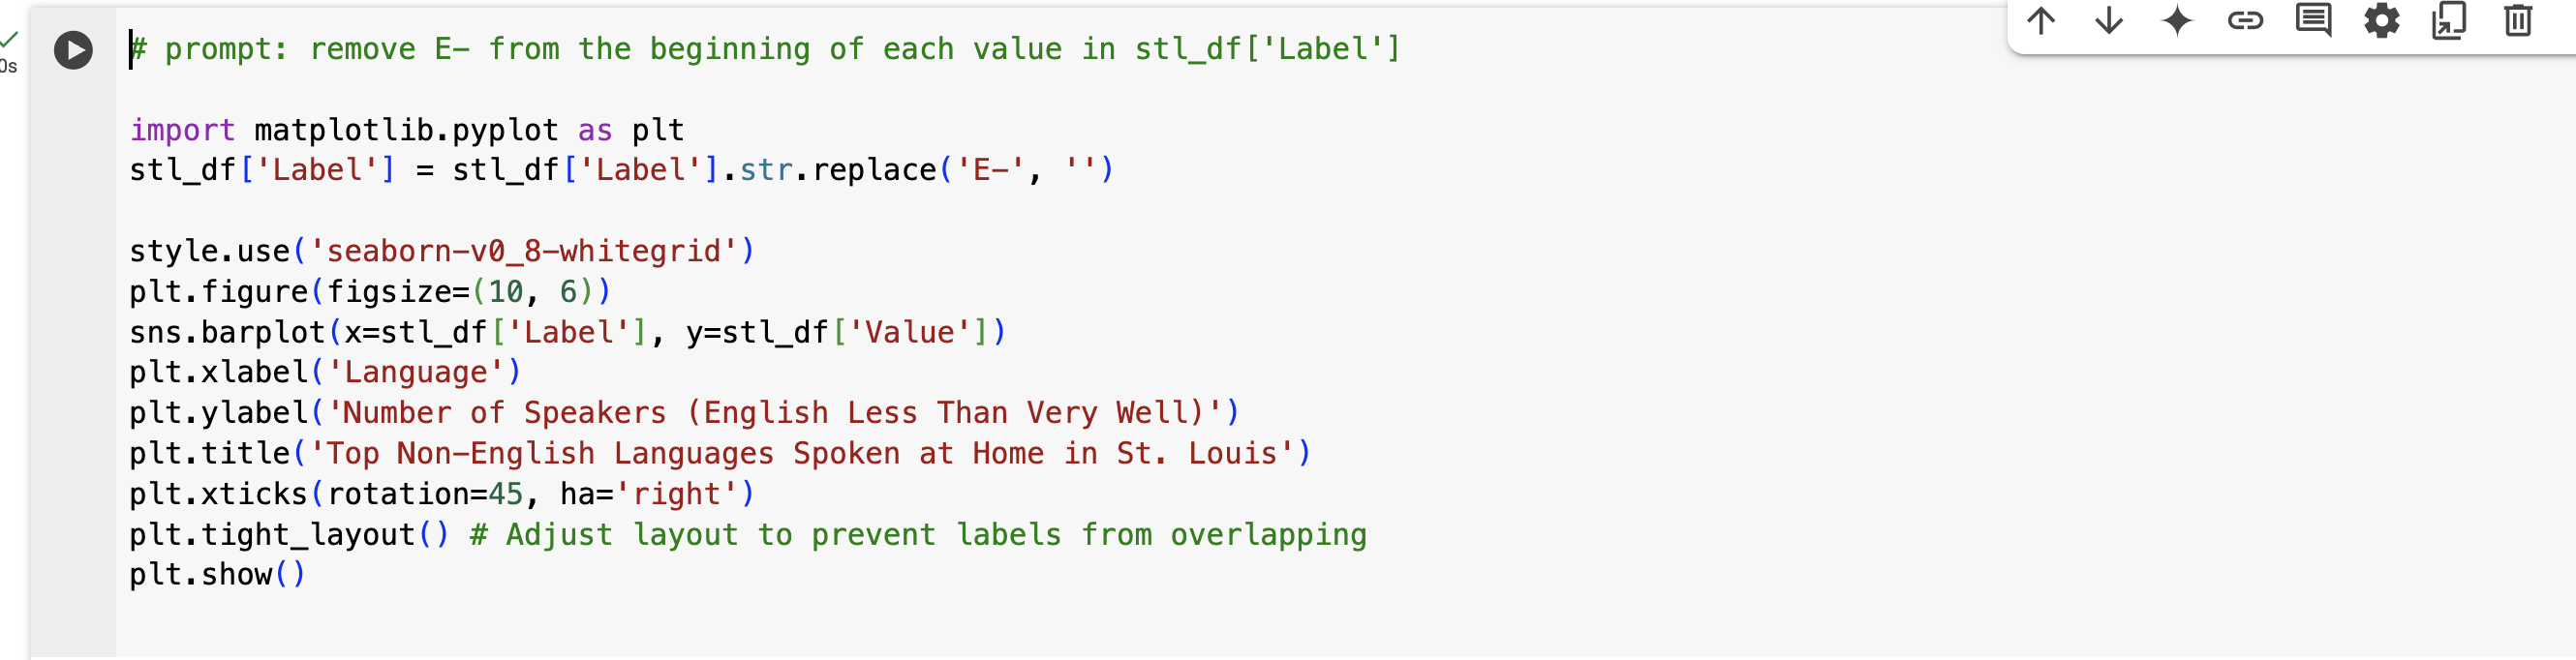 # prompt: remove E- from the beginning of each value in stl_df['Label']
0s
import matplotlib.pyplot as plt
stl_df['Label'] = stl_df['Label'].str.replace('E-', '')
style.use('seaborn-v0_8-whitegrid')
plt.figure(figsize=(10, 6))
sns.barplot(x=stl_df['Label'], y=stl_df['Value'])
plt.xlabel('Language')
plt.ylabel('Number of Speakers (English Less Than Very Well)')
plt.title('Top Non-English Languages Spoken at Home in St. Louis')
plt.xticks(rotation=45, ha='right')
plt.tight_layout() # Adjust layout to prevent labels from overlapping
plt.show()